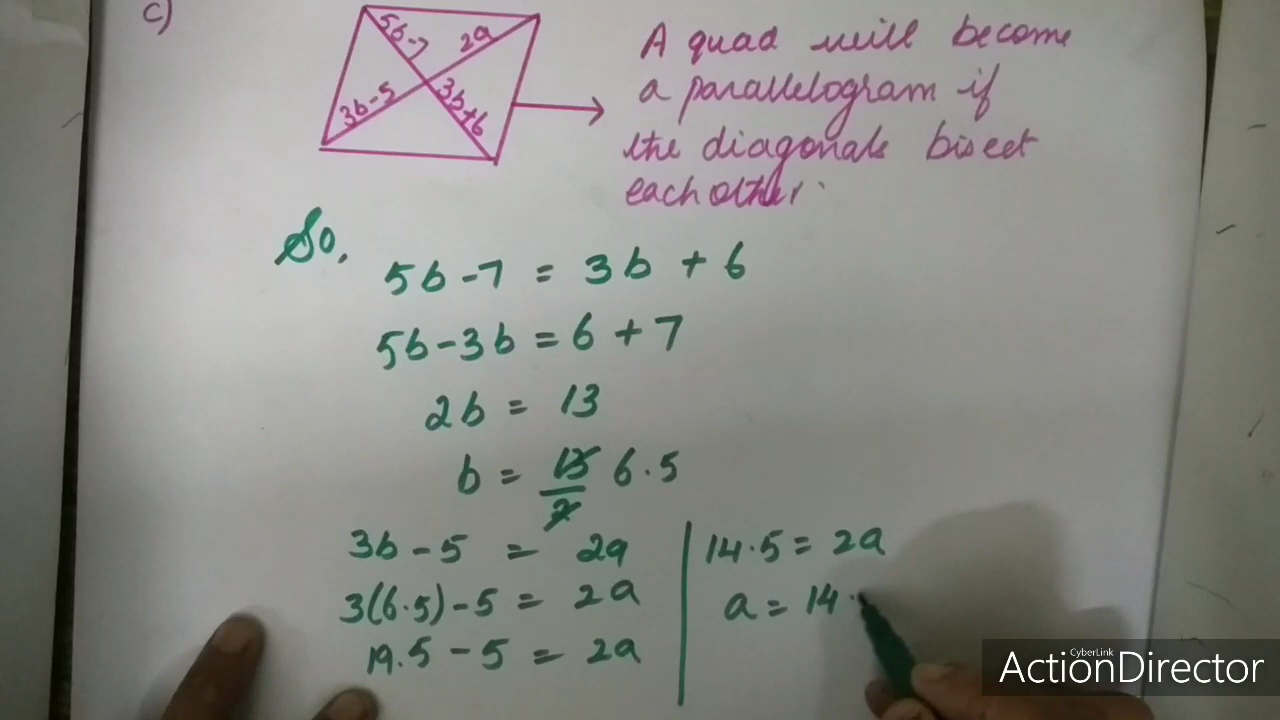 c)
5b-7
2a
3b-5
3b+6
A quad will become
a parallelogram if
the diagonals bisect
each other.
So,
5b-7 = 3b + 6
5b-3b = 6 + 7
2b = 13
b = 13/2 6.5
3b - 5 = 2a
3(6.5) - 5 = 2a
19.5 - 5 = 2a
14.5 = 2a
a = 14.
CyberLink
ActionDirector